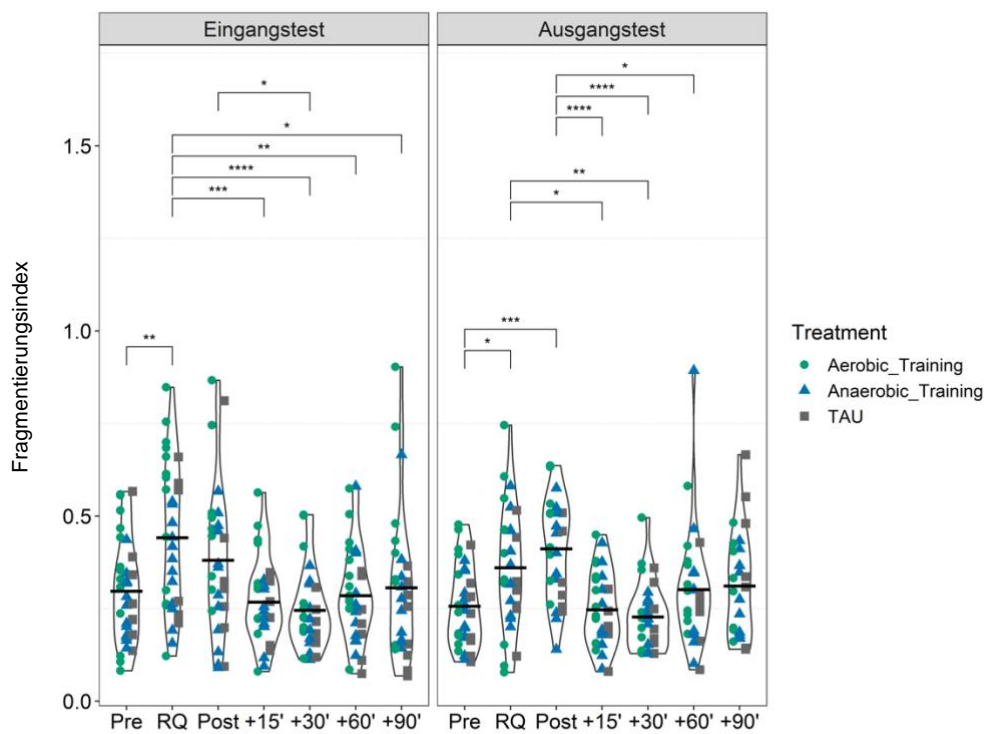 Eingangstest Ausgangstest
Fragmentierungsindex
* *
**** 
****
*
** **
**** *
***
1.5
1.0
** *** *
0.5
0.0
Pre RQ Post +15' +30' +60' +90' Pre RQ Post +15' +30' +60' +90'
Treatment
Aerobic_Training
Anaerobic_Training
TAU